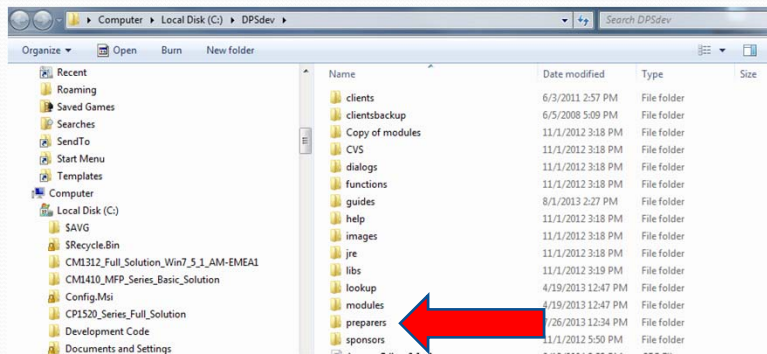 Computer ▸ Local Disk (C:) ▸ DPSdev ▸
Search DPSdev
Organize ▾ Open Burn New folder
Recent
Roaming
Saved Games
Searches
SendTo
Start Menu
Templates
Computer
Local Disk (C:)
$AVG
$Recycle.Bin
CM1312_Full_Solution_Win7_5_1_AM-EMEA1
CM1410_MFP_Series_Basic_Solution
Config.Msi
CP1520_Series_Full_Solution
Development Code
Documents and Settings
Name Date modified Type Size
clients 6/3/2011 2:57 PM File folder
clientsbackup 6/5/2008 5:09 PM File folder
Copy of modules 11/1/2012 3:18 PM File folder
CVS 11/1/2012 3:18 PM File folder
dialogs 11/1/2012 3:18 PM File folder
functions 11/1/2012 3:18 PM File folder
guides 8/1/2013 2:27 PM File folder
help 11/1/2012 3:18 PM File folder
images 11/1/2012 3:18 PM File folder
jre 11/1/2012 3:18 PM File folder
libs 11/1/2012 3:19 PM File folder
lookup 4/19/2013 12:47 PM File folder
modules 4/19/2013 12:47 PM File folder
preparers 7/26/2013 12:34 PM File folder
sponsors 11/1/2012 5:50 PM File folder